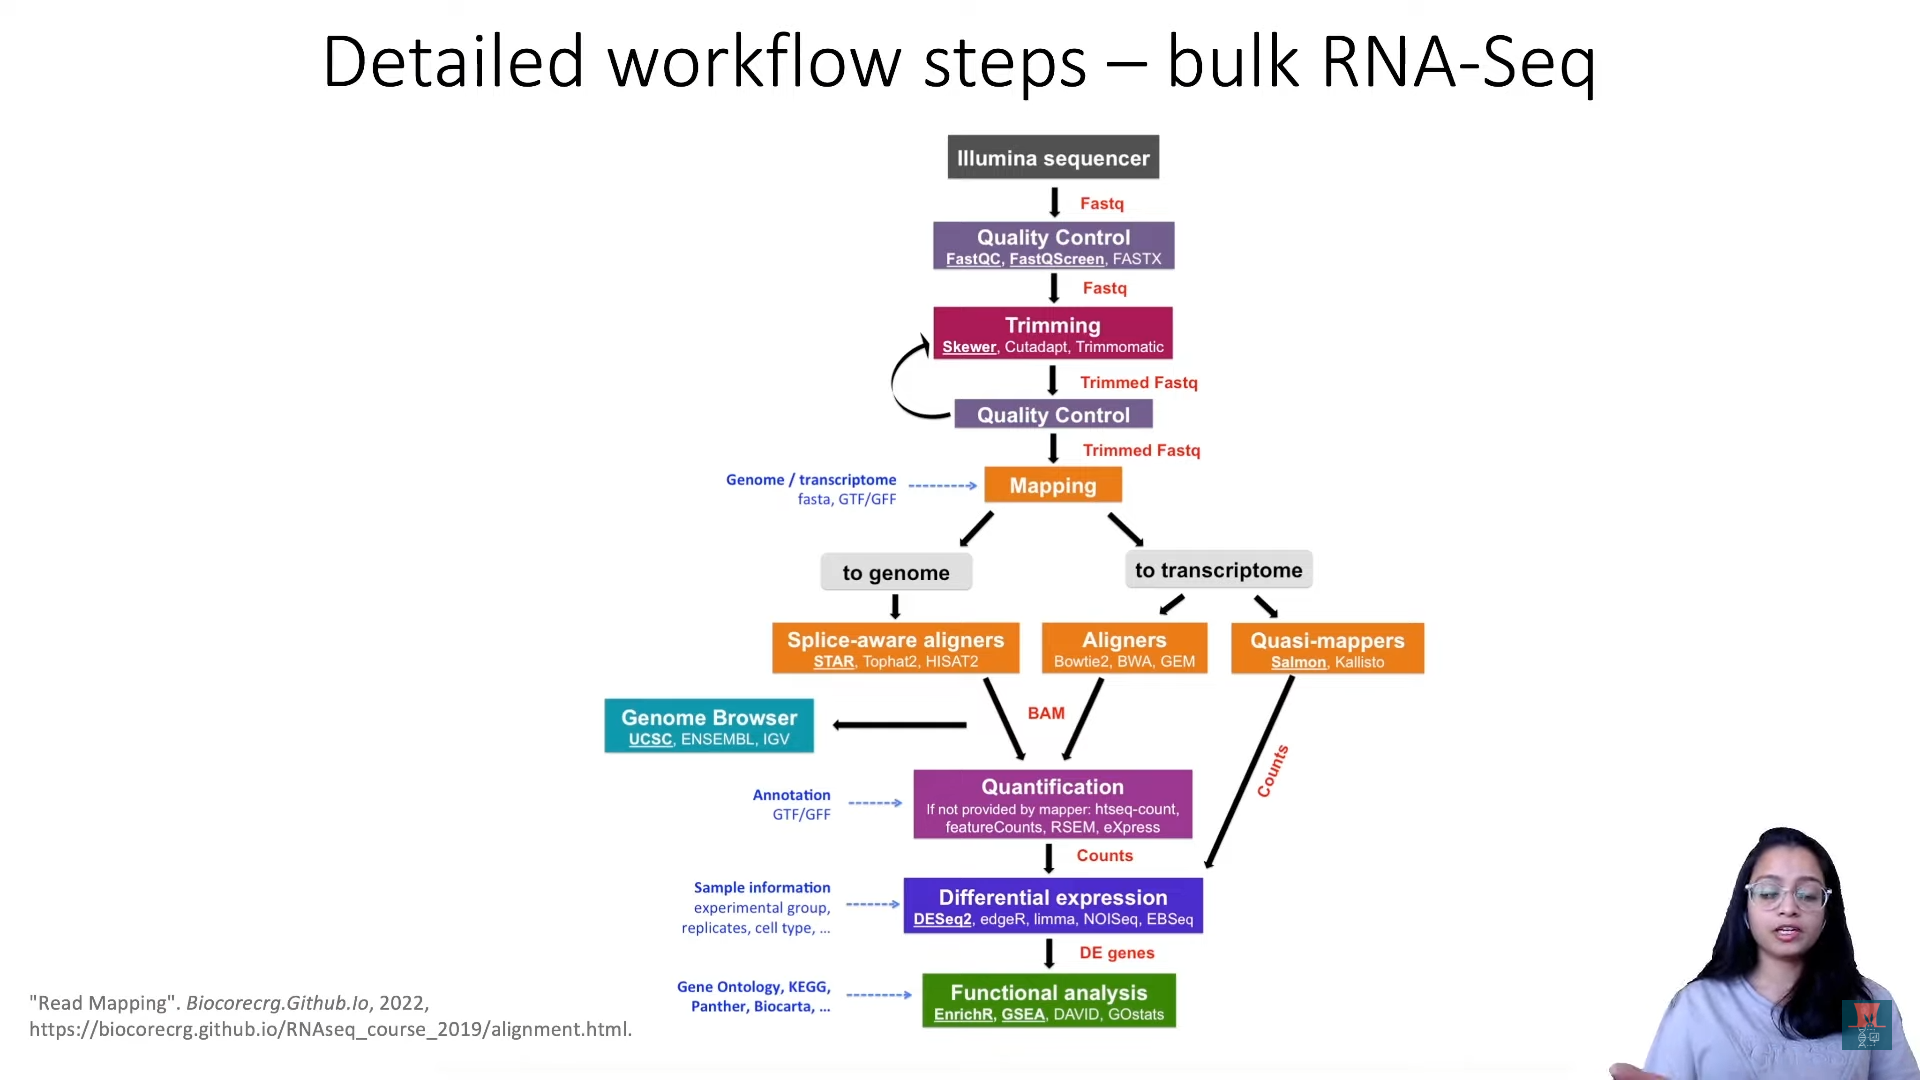 Detailed workflow steps – bulk RNA-Seq
Illumina sequencer
Fastq
Quality Control
FastQC, FastQScreen, FASTX
Fastq
Trimming
Skewer, Cutadapt, Trimmomatic
Trimmed Fastq
Quality Control
Trimmed Fastq
Genome / transcriptome
fasta, GTF/GFF
Mapping
to genome
to transcriptome
Splice-aware aligners
STAR, Tophat2, HISAT2
Aligners
Bowtie2, BWA, GEM
Quasi-mappers
Salmon, Kallisto
BAM
Genome Browser
UCSC, ENSEMBL, IGV
Counts
Quantification
If not provided by mapper: htseq-count,
featureCounts, RSEM, eXpress
Annotation
GTF/GFF
Counts
Sample information
experimental group,
replicates, cell type, ...
Differential expression
DESeq2, edgeR, limma, NOISeq, EBSeq
DE genes
Gene Ontology, KEGG,
Panther, Biocarta, ...
Functional analysis
EnrichR, GSEA, DAVID, GOstats
"Read Mapping". Biocorecrg.Github.Io, 2022,
https://biocorecrg.github.io/RNAseq_course_2019/alignment.html.